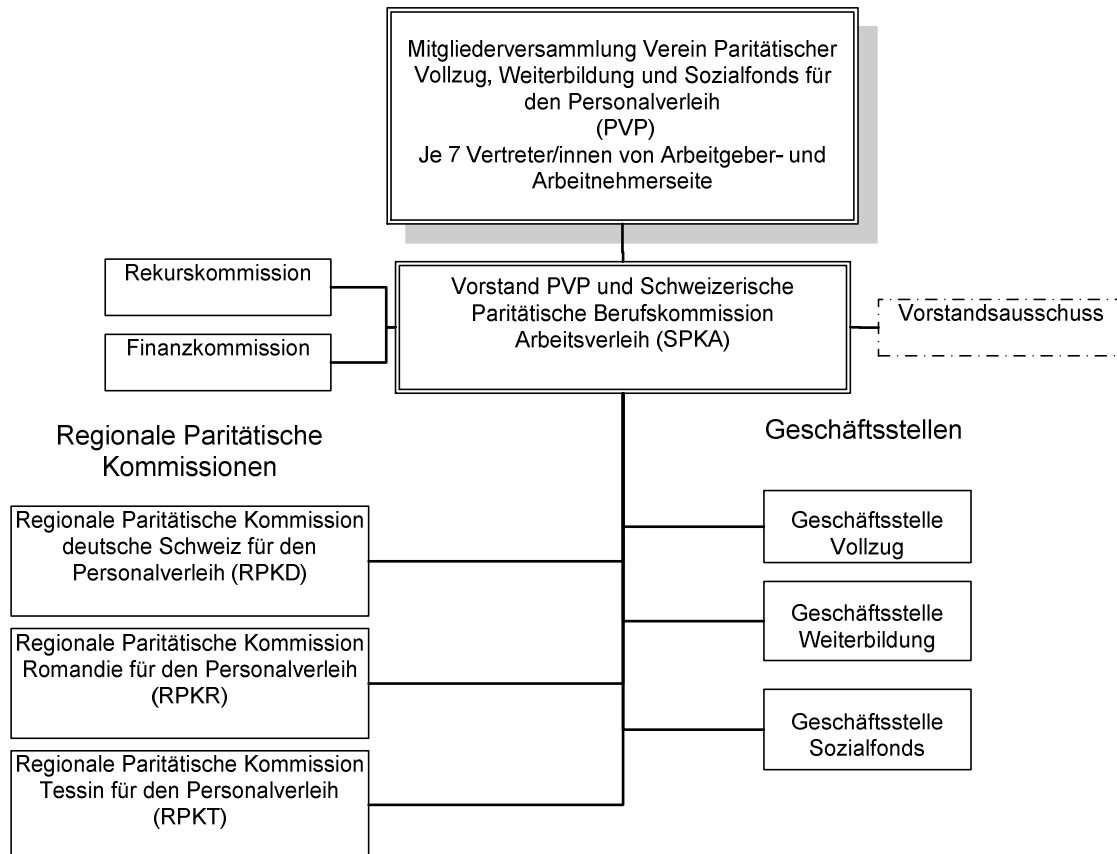 Mitgliederversammlung Verein Paritätischer
Vollzug, Weiterbildung und Sozialfonds für
den Personalverleih
(PVP)
Je 7 Vertreter/innen von Arbeitgeber- und
Arbeitnehmerseite
Rekurskommission
Finanzkommission
Vorstand PVP und Schweizerische
Paritätische Berufskommission
Arbeitsverleih (SPKA)
Vorstandsausschuss
Regionale Paritätische
Kommissionen
Geschäftsstellen
Regionale Paritätische Kommission
deutsche Schweiz für den
Personalverleih (RPKD)
Regionale Paritätische Kommission
Romandie für den Personalverleih
(RPKR)
Regionale Paritätische Kommission
Tessin für den Personalverleih
(RPKT)
Geschäftsstelle
Vollzug
Geschäftsstelle
Weiterbildung
Geschäftsstelle
Sozialfonds